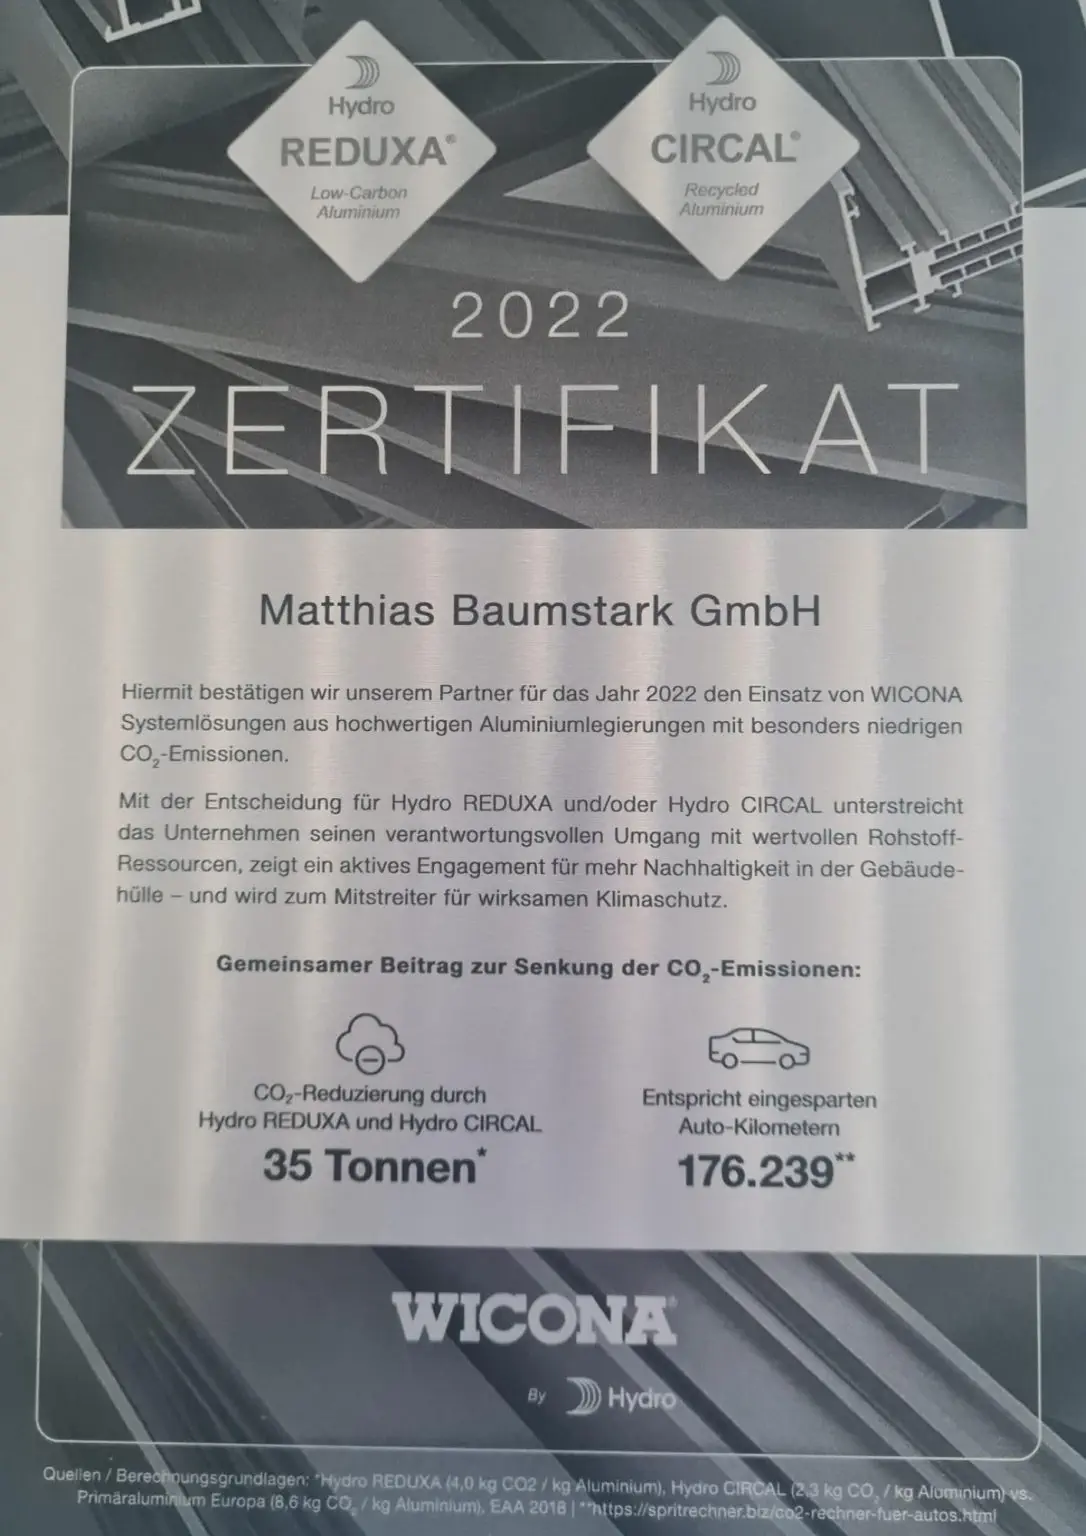 Hydro
REDUXA®
Low-Carbon
Aluminium
Hydro
CIRCAL®
Recycled
Aluminium
2022
ZERTIFIKAT
Matthias Baumstark GmbH
Hiermit bestätigen wir unserem Partner für das Jahr 2022 den Einsatz von WICONA
Systemlösungen aus hochwertigen Aluminiumlegierungen mit besonders niedrigen
CO₂-Emissionen.
Mit der Entscheidung für Hydro REDUXA und/oder Hydro CIRCAL unterstreicht
das Unternehmen seinen verantwortungsvollen Umgang mit wertvollen Rohstoff-
Ressourcen, zeigt ein aktives Engagement für mehr Nachhaltigkeit in der Gebäude-
hülle – und wird zum Mitstreiter für wirksamen Klimaschutz.
Gemeinsamer Beitrag zur Senkung der CO₂-Emissionen:
CO₂-Reduzierung durch
Hydro REDUXA und Hydro CIRCAL
35 Tonnen*
Entspricht eingesparten
Auto-Kilometern
176.239**
WICONA®
By Hydro
Quellen / Berechnungsgrundlagen: *Hydro REDUXA (4,0 kg CO2 / kg Aluminium), Hydro CIRCAL (2,3 kg CO₂ / kg Aluminium) vs.
Primäraluminium Europa (8,6 kg CO₂ / kg Aluminium), EAA 2018 | **https://spritrechner.biz/co2-rechner-fuer-autos.html